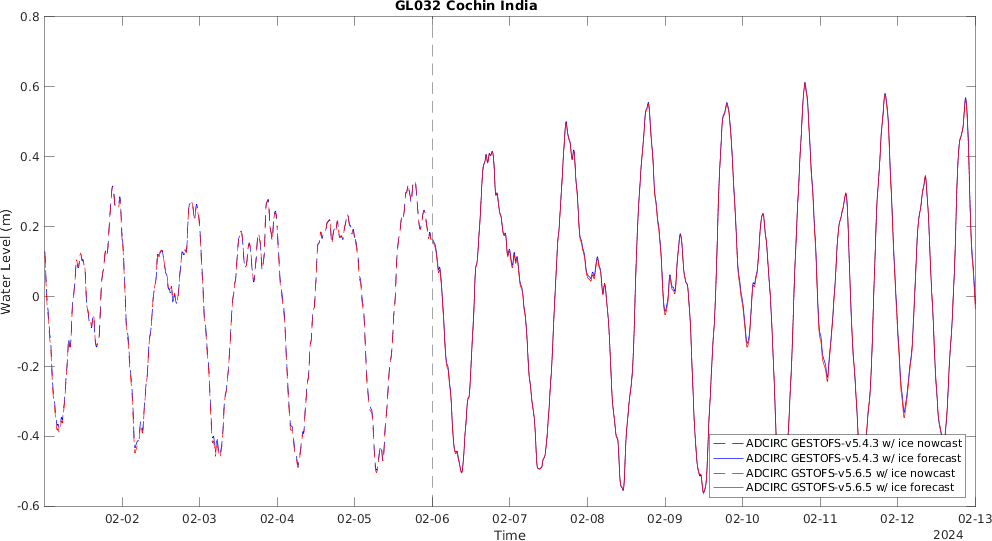 GL032 Cochin India
0.8
0.6
0.4
0.2
0
-0.2
-0.4
-0.6
Water Level (m)
ADCIRC GESTOFS-v5.4.3 w/ ice nowcast
ADCIRC GESTOFS-v5.4.3 w/ ice forecast
ADCIRC GSTOFS-v5.6.5 w/ ice nowcast
ADCIRC GSTOFS-v5.6.5 w/ ice forecast
02-02 02-03 02-04 02-05 02-06 02-07 02-08 02-09 02-10 02-11 02-12 02-13
Time
2024